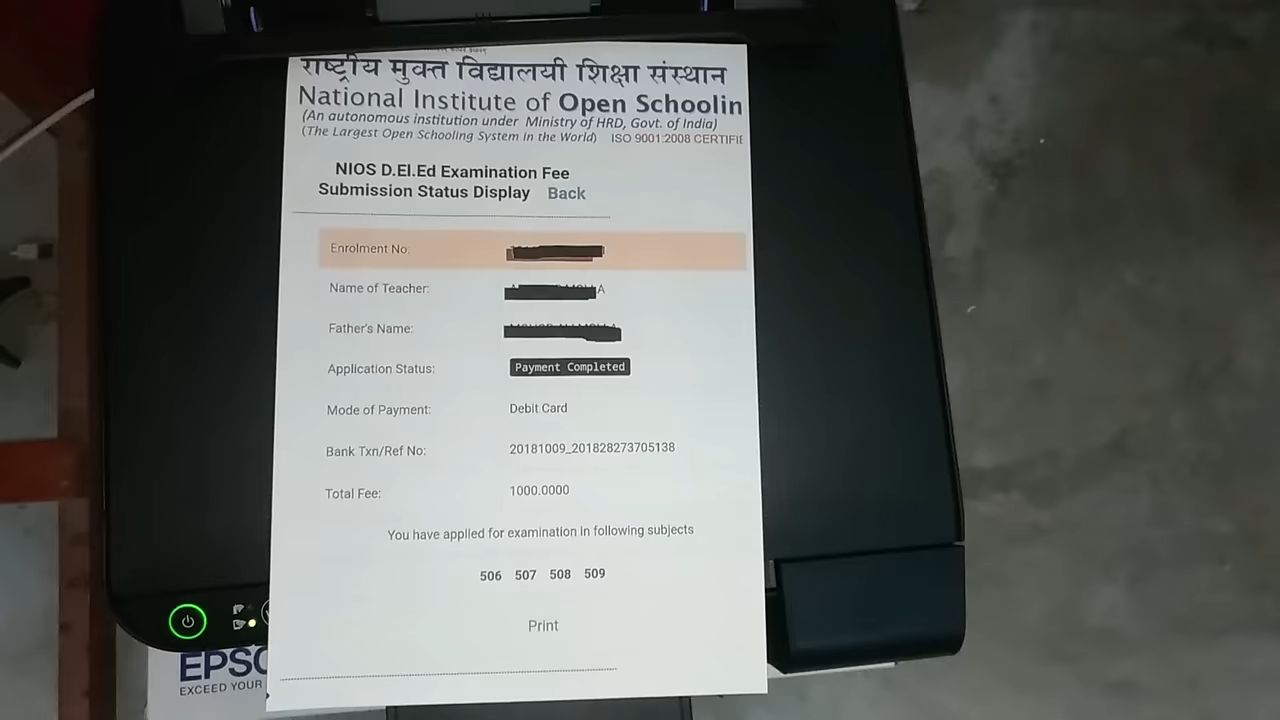 राष्ट्रीय मुक्त विद्यालयी शिक्षा संस्थान
National Institute of Open Schoolin
(An autonomous institution under Ministry of HRD, Govt. of India)
(The Largest Open Schooling System in the World) ISO 9001:2008 CERTIFIE
NIOS D.El.Ed Examination Fee
Submission Status Display Back
Enrolment No:
Name of Teacher:
Father's Name:
Application Status: Payment Completed
Mode of Payment: Debit Card
Bank Txn/Ref No: 20181009_201828273705138
Total Fee: 1000.0000
You have applied for examination in following subjects
506 507 508 509
Print
EPSO
EXCEED YOUR